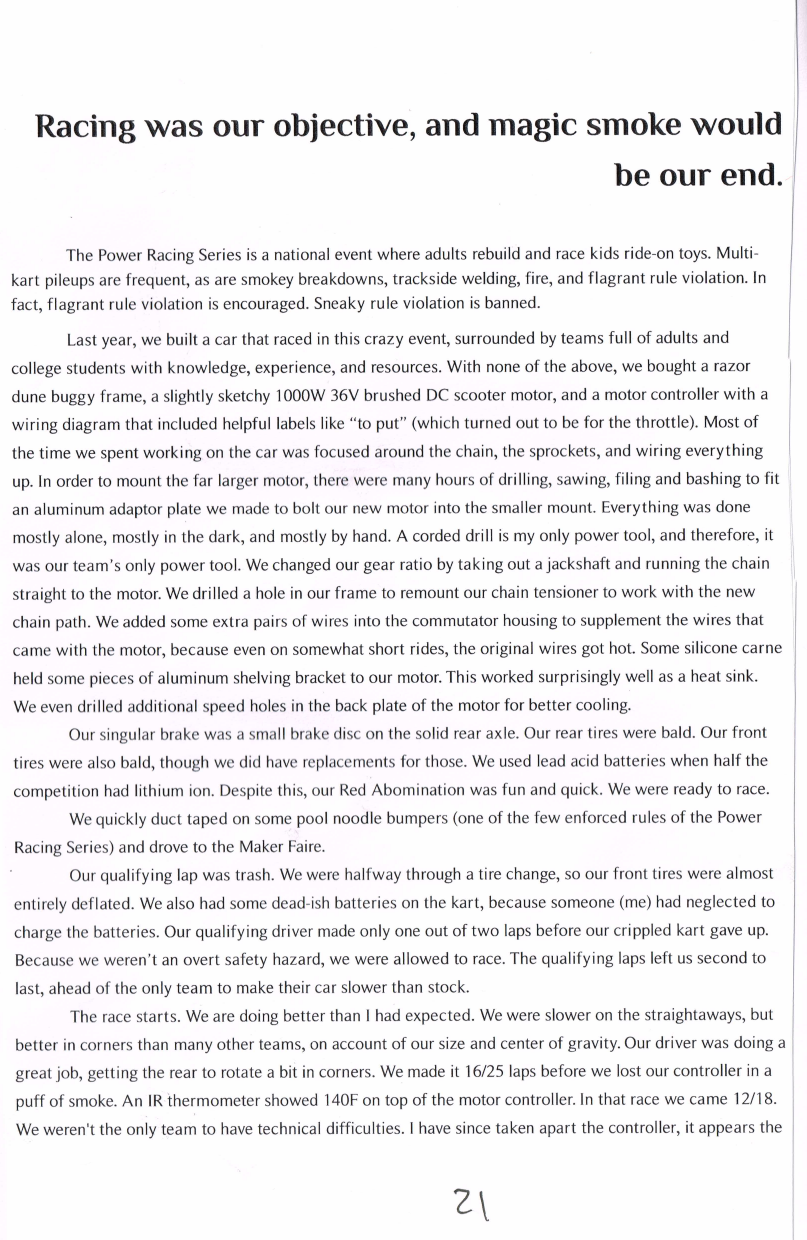 Racing was our objective, and magic smoke would
be our end.
The Power Racing Series is a national event where adults rebuild and race kids ride-on toys. Multi-
kart pileups are frequent, as are smokey breakdowns, trackside welding, fire, and flagrant rule violation. In
fact, flagrant rule violation is encouraged. Sneaky rule violation is banned.
Last year, we built a car that raced in this crazy event, surrounded by teams full of adults and
college students with knowledge, experience, and resources. With none of the above, we bought a razor
dune buggy frame, a slightly sketchy 1000W 36V brushed DC scooter motor, and a motor controller with a
wiring diagram that included helpful labels like “to put” (which turned out to be for the throttle). Most of
the time we spent working on the car was focused around the chain, the sprockets, and wiring everything
up. In order to mount the far larger motor, there were many hours of drilling, sawing, filing and bashing to fit
an aluminum adaptor plate we made to bolt our new motor into the smaller mount. Everything was done
mostly alone, mostly in the dark, and mostly by hand. A corded drill is my only power tool, and therefore, it
was our team’s only power tool. We changed our gear ratio by taking out a jackshaft and running the chain
straight to the motor. We drilled a hole in our frame to remount our chain tensioner to work with the new
chain path. We added some extra pairs of wires into the commutator housing to supplement the wires that
came with the motor, because even on somewhat short rides, the original wires got hot. Some silicone carne
held some pieces of aluminum shelving bracket to our motor. This worked surprisingly well as a heat sink.
We even drilled additional speed holes in the back plate of the motor for better cooling.
Our singular brake was a small brake disc on the solid rear axle. Our rear tires were bald. Our front
tires were also bald, though we did have replacements for those. We used lead acid batteries when half the
competition had lithium ion. Despite this, our Red Abomination was fun and quick. We were ready to race.
We quickly duct taped on some pool noodle bumpers (one of the few enforced rules of the Power
Racing Series) and drove to the Maker Faire.
Our qualifying lap was trash. We were halfway through a tire change, so our front tires were almost
entirely deflated. We also had some dead-ish batteries on the kart, because someone (me) had neglected to
charge the batteries. Our qualifying driver made only one out of two laps before our crippled kart gave up.
Because we weren’t an overt safety hazard, we were allowed to race. The qualifying laps left us second to
last, ahead of the only team to make their car slower than stock.
The race starts. We are doing better than I had expected. We were slower on the straightaways, but
better in corners than many other teams, on account of our size and center of gravity. Our driver was doing a
great job, getting the rear to rotate a bit in corners. We made it 16/25 laps before we lost our controller in a
puff of smoke. An IR thermometer showed 140F on top of the motor controller. In that race we came 12/18.
We weren't the only team to have technical difficulties. I have since taken apart the controller, it appears the
21